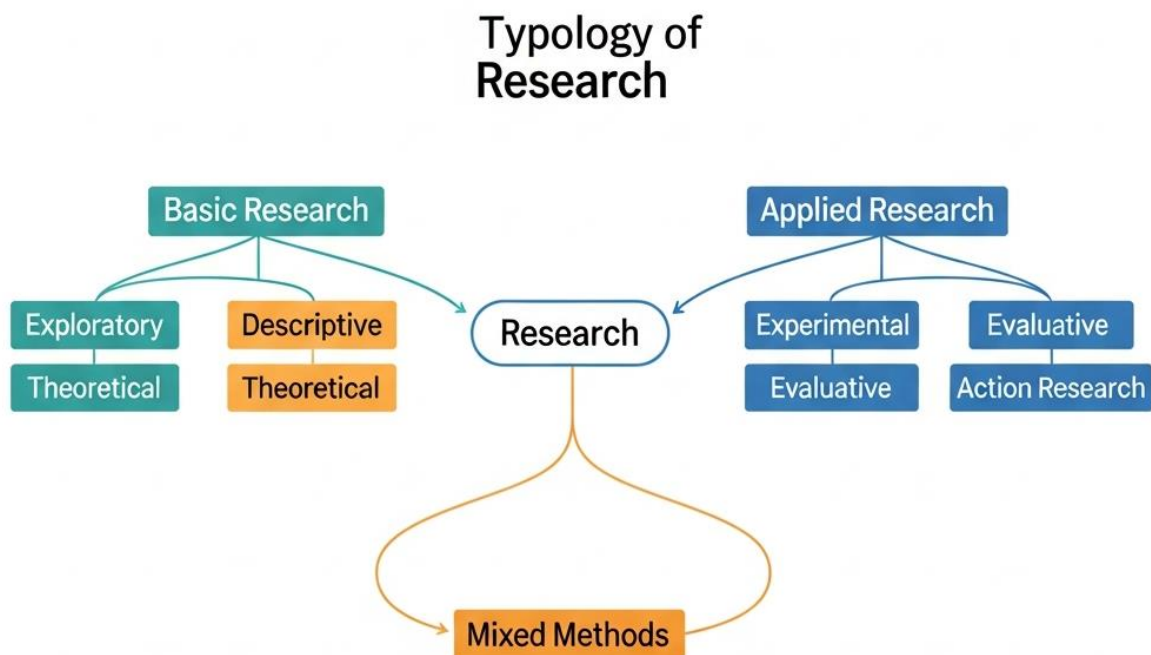 Typology of
Research
Basic Research
Applied Research
Exploratory
Descriptive
Research
Experimental
Evaluative
Theoretical
Theoretical
Evaluative
Action Research
Mixed Methods